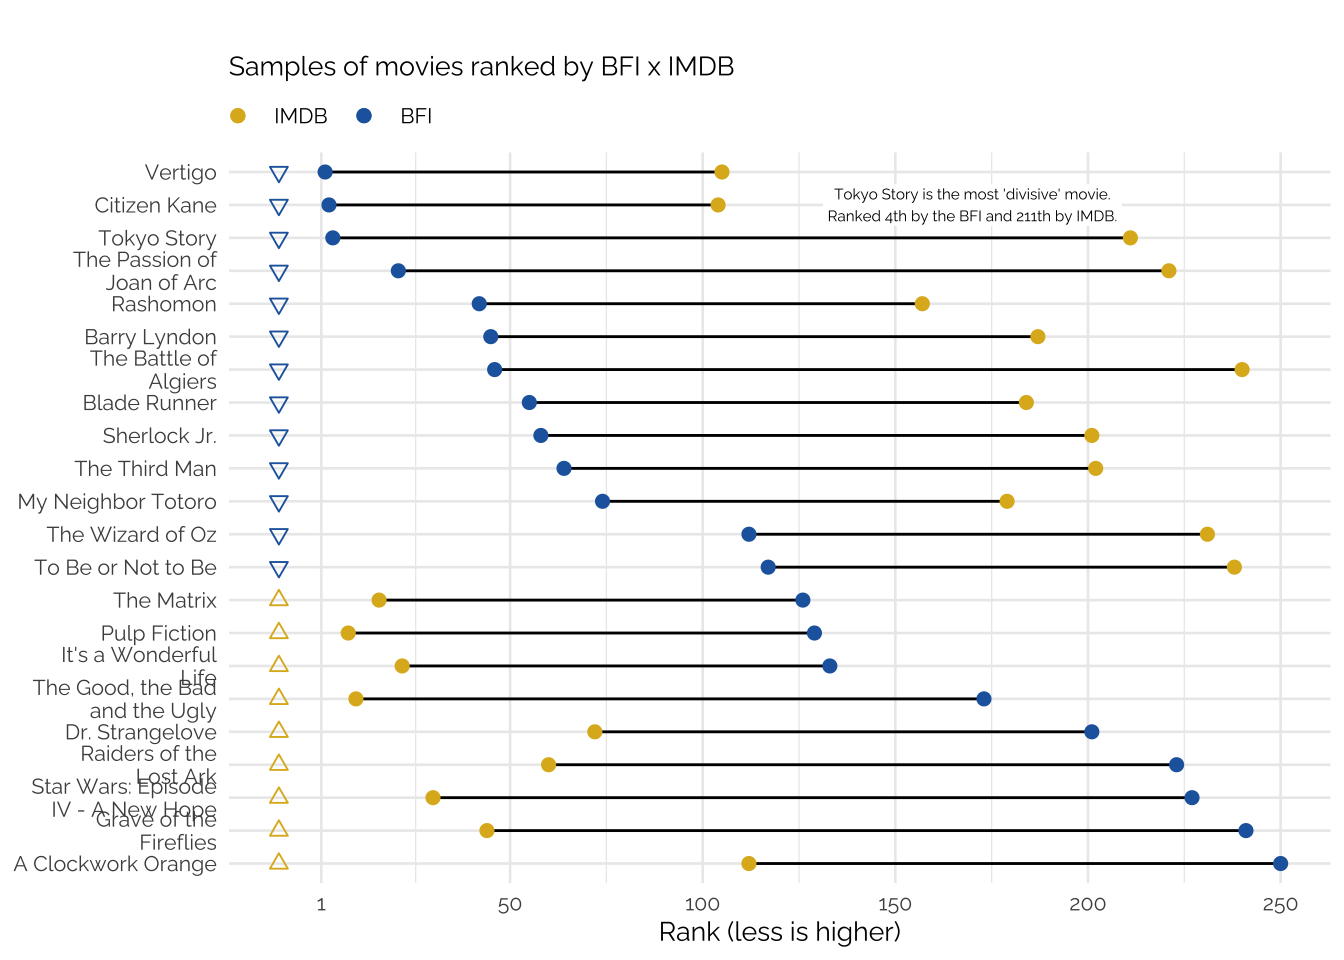 Samples of movies ranked by BFI x IMDB
IMDB
BFI
Vertigo
Citizen Kane
Tokyo Story
The Passion of
Joan of Arc
Rashomon
Barry Lyndon
The Battle of
Algiers
Blade Runner
Sherlock Jr.
The Third Man
My Neighbor Totoro
The Wizard of Oz
To Be or Not to Be
The Matrix
Pulp Fiction
It's a Wonderful
Life
The Good, the Bad
and the Ugly
Dr. Strangelove
Raiders of the
Lost Ark
Star Wars: Episode
IV - A New Hope
Grave of the
Fireflies
A Clockwork Orange
Tokyo Story is the most 'divisive' movie.
Ranked 4th by the BFI and 211th by IMDB.
1
50
100
150
200
250
Rank (less is higher)